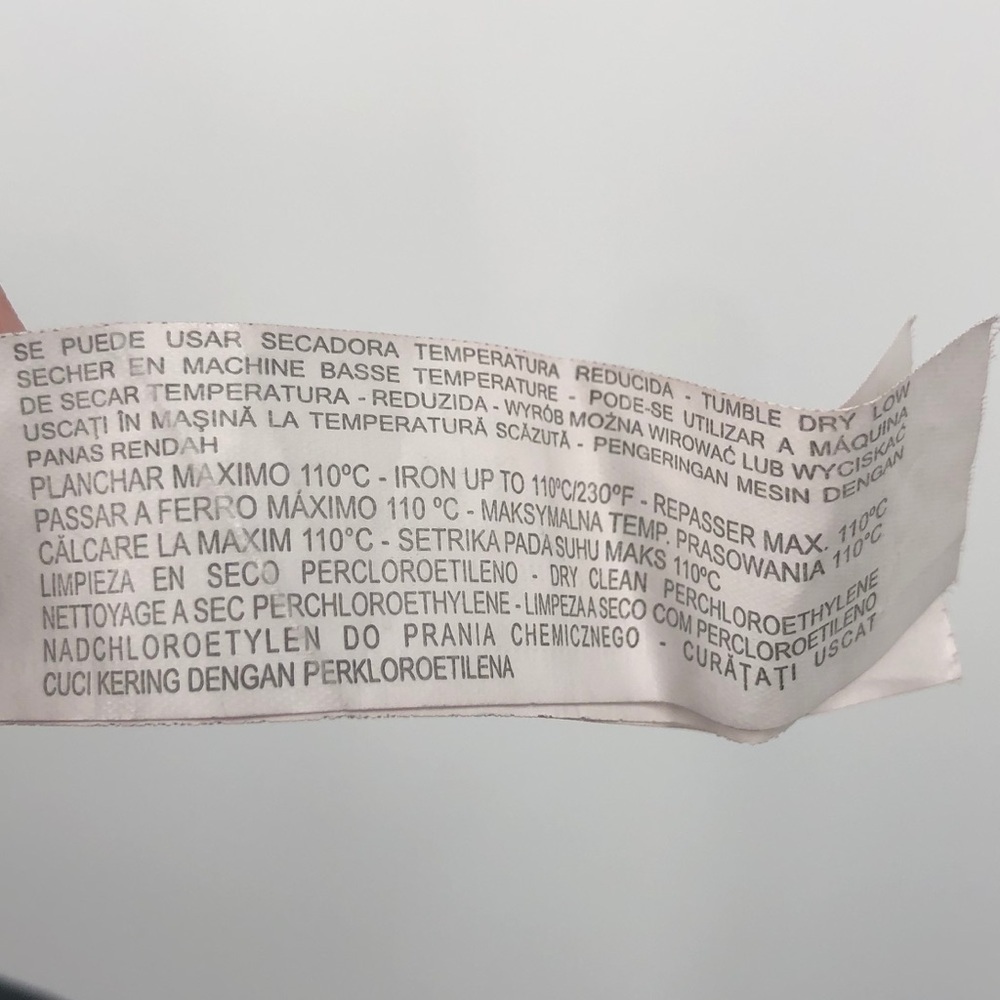 SE PUEDE USAR SECADORA TEMPERATURA REDUCIDA - TUMBLE DRY LOW
SECHER EN MACHINE BASSE TEMPERATURE - PODE-SE UTILIZAR A MÁQUINA
DE SECAR TEMPERATURA - REDUZIDA - WYRÓB MOŻNA WIROWAĆ LUB WYCISKAĆ
USCAȚI ÎN MAȘINĂ LA TEMPERATURĂ SCĂZUTĂ - PENGERINGAN MESIN DENGAN
PANAS RENDAH
PLANCHAR MAXIMO 110ºC - IRON UP TO 110ºC/230ºF - REPASSER MAX. 110ºC
PASSAR A FERRO MÁXIMO 110 ºC - MAKSYMALNA TEMP. PRASOWANIA 110ºC
CĂLCARE LA MAXIM 110°C - SETRIKA PADA SUHU MAKS 110ºC
LIMPIEZA EN SECO PERCLOROETILENO - DRY CLEAN PERCHLOROETHYLENE
NETTOYAGE A SEC PERCHLOROETHYLENE - LIMPEZA A SECO COM PERCLOROETILENO
NADCHLOROETYLEN DO PRANIA CHEMICZNEGO - CURĂȚAȚI USCAT
CUCI KERING DENGAN PERKLOROETILENA